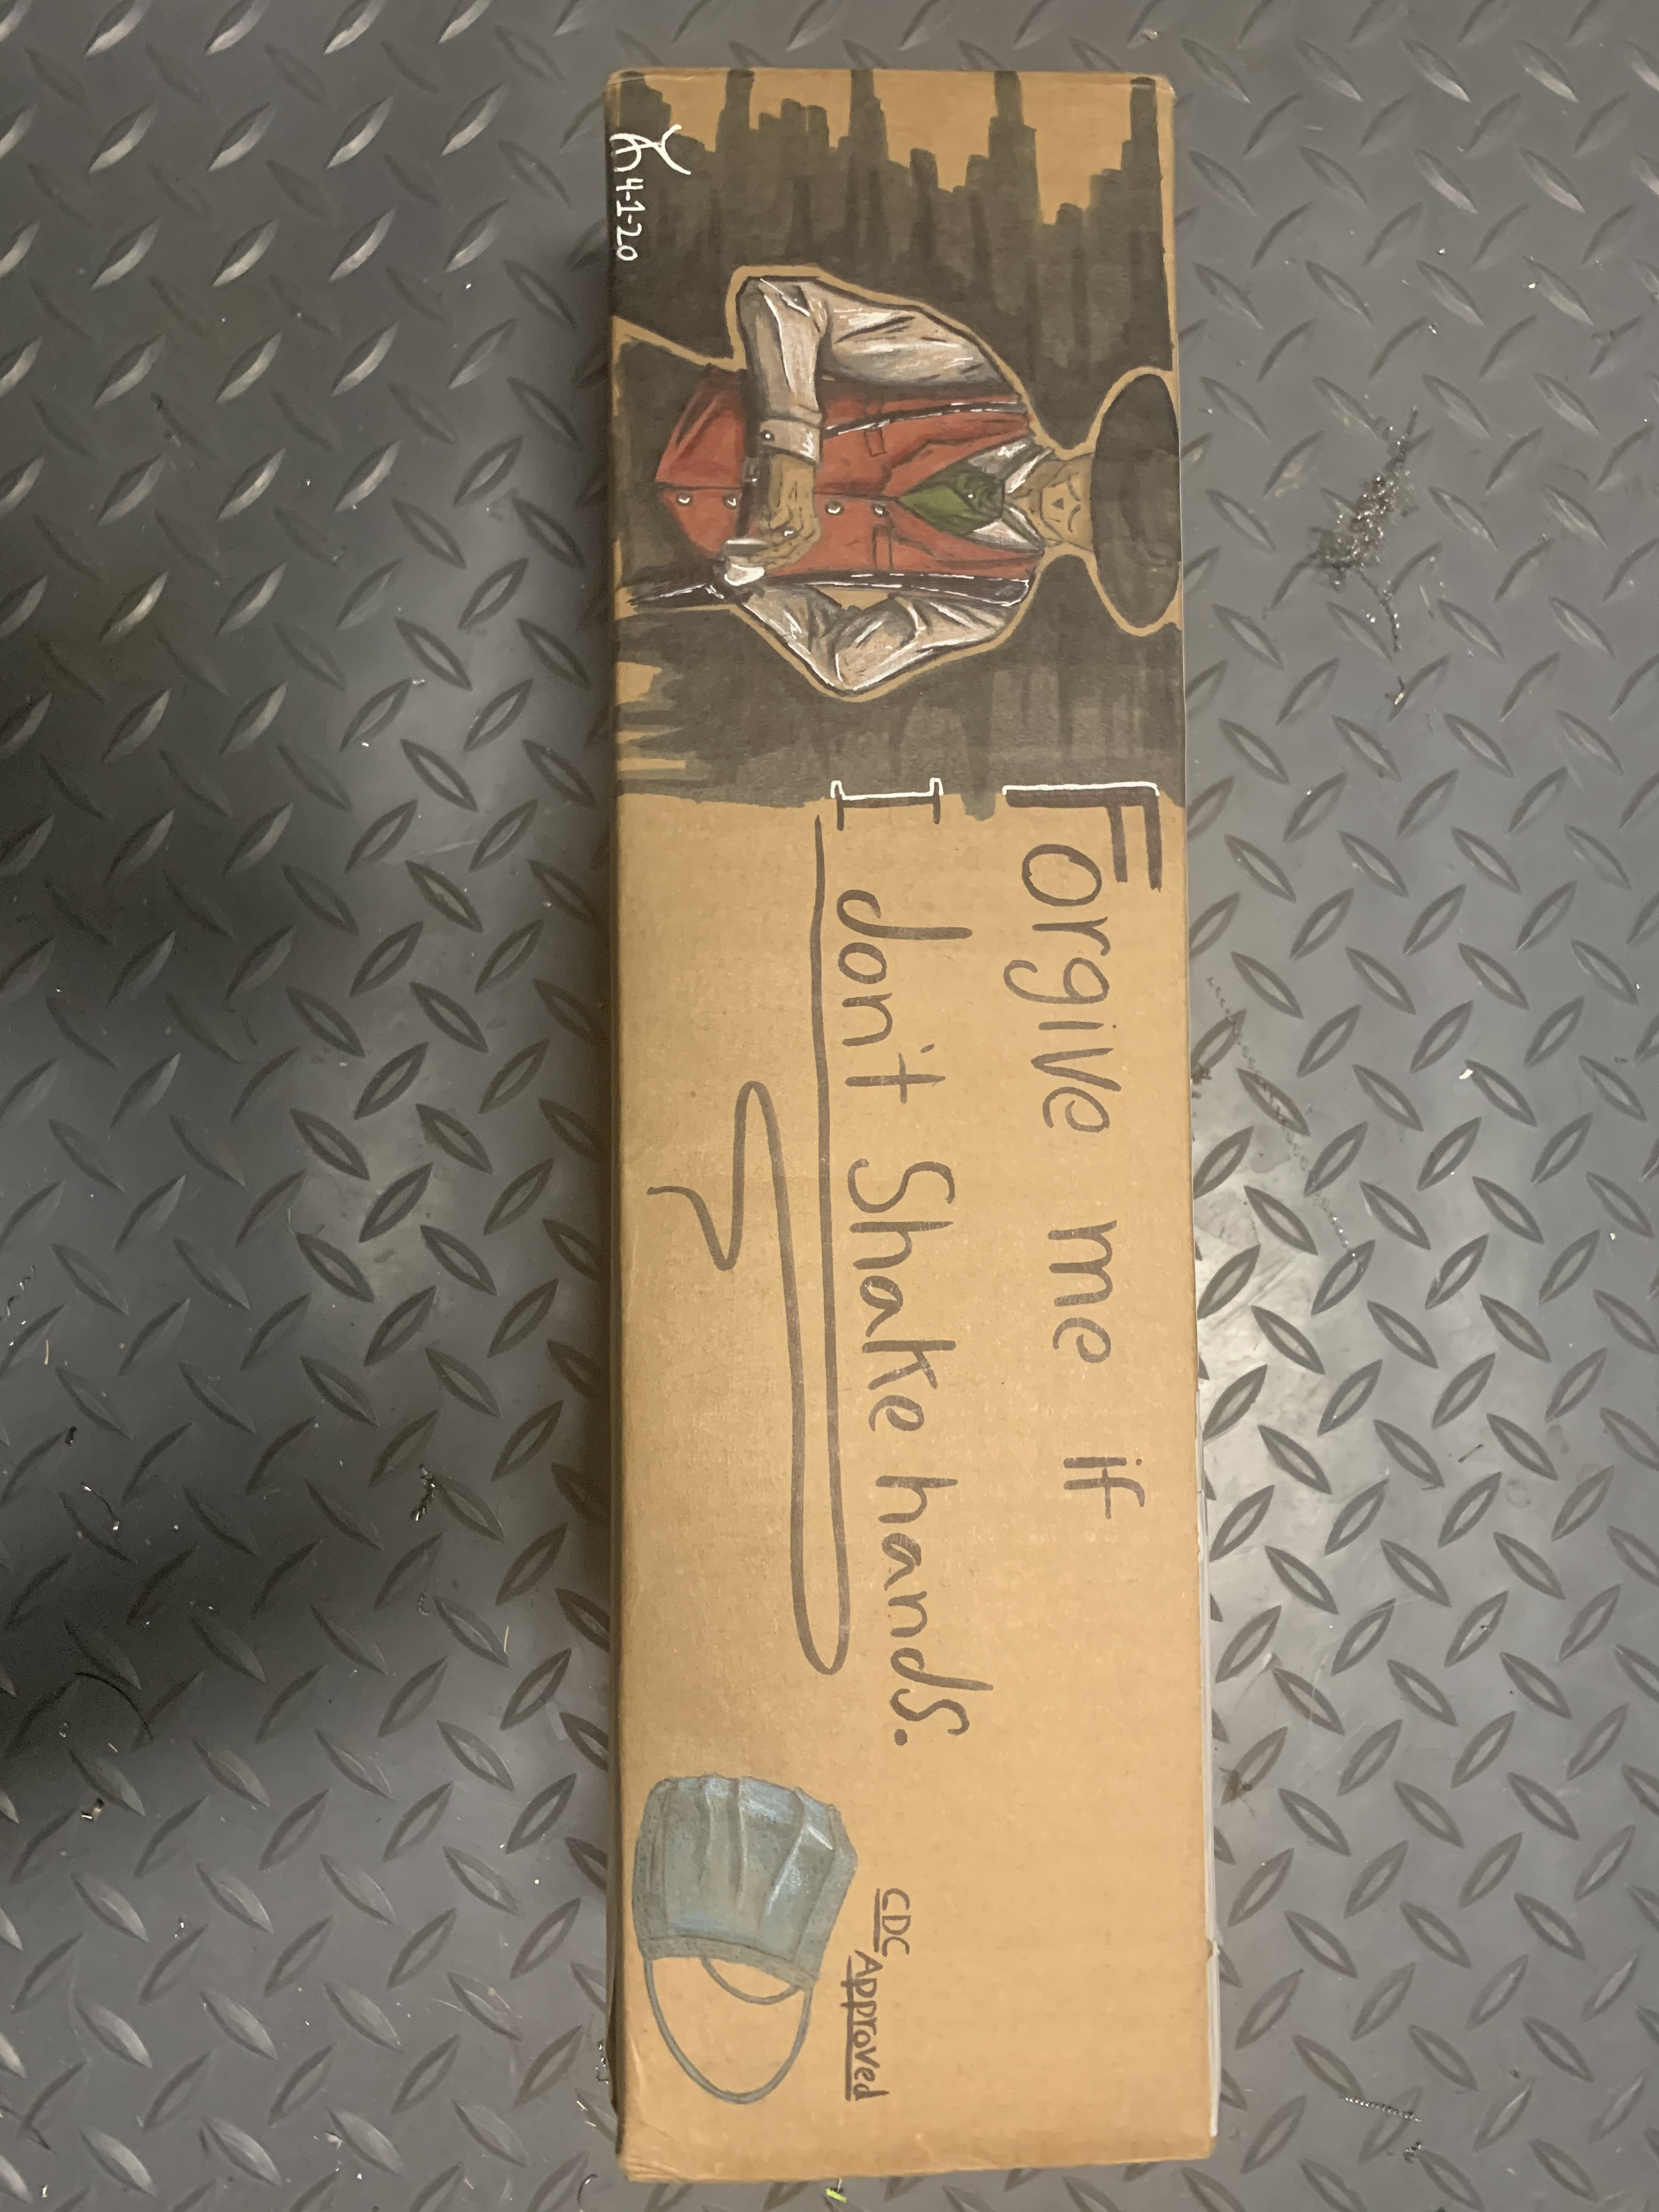 Forgive me if
I don't Shake hands.
CDC Approved
4-1-20